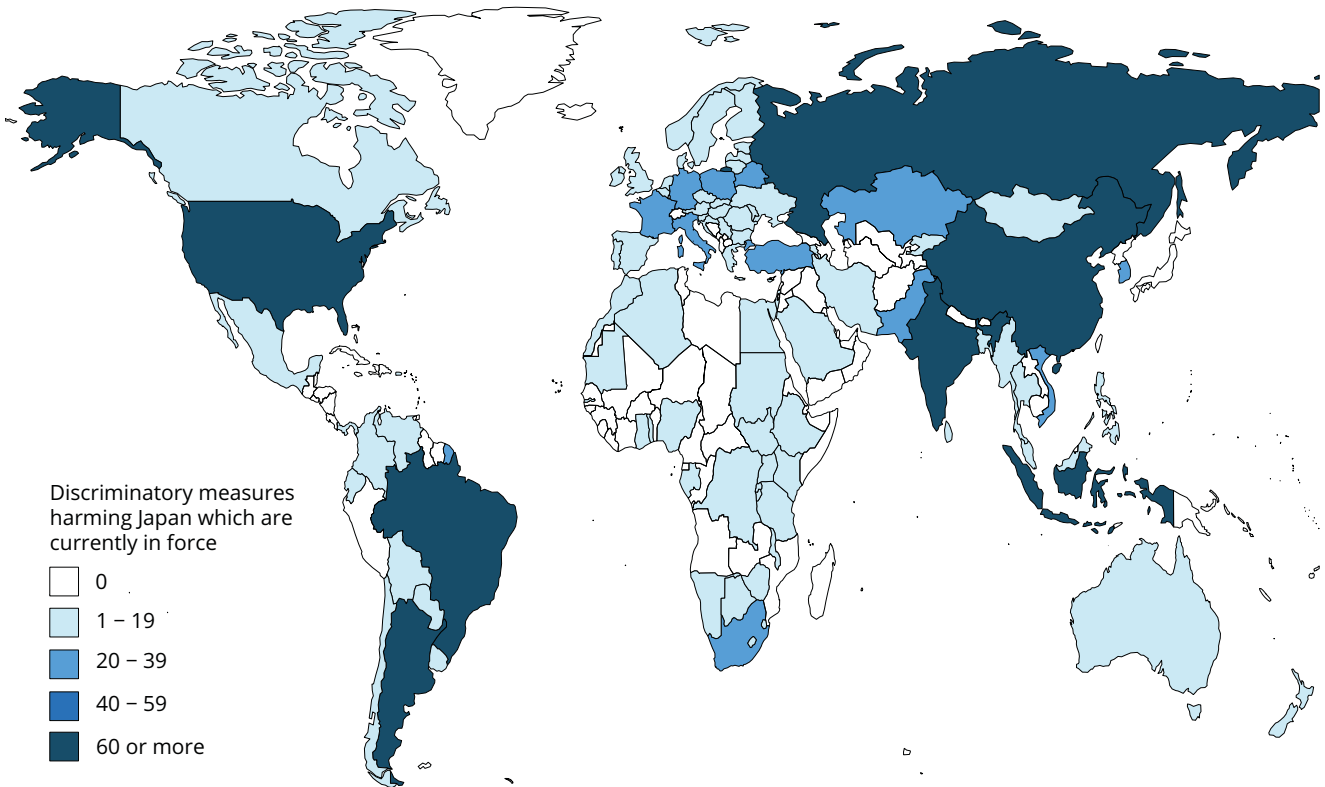 Discriminatory measures
harming Japan which are
currently in force
0
1 – 19
20 – 39
40 – 59
60 or more